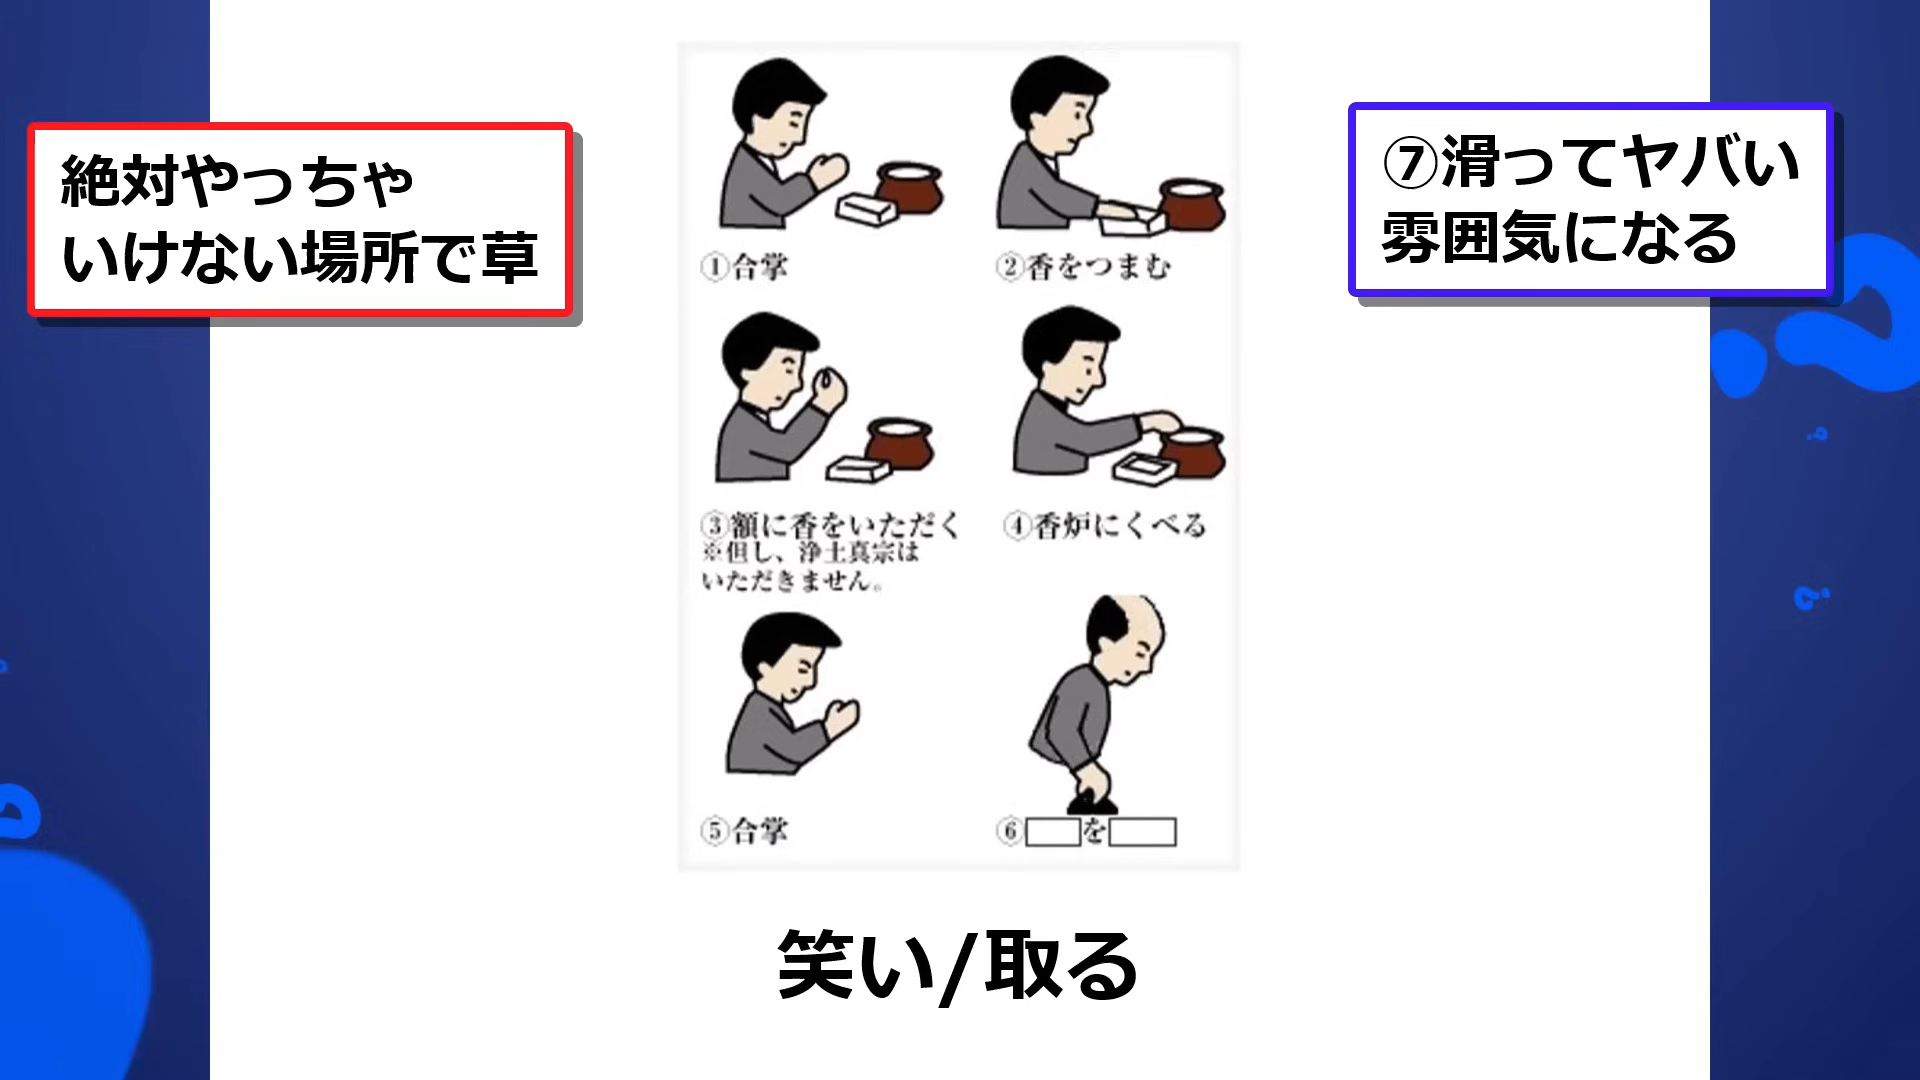 絶対やっちゃ
いけない場所で草
⑦滑ってヤバい
雰囲気になる
①合掌
②香をつまむ
③額に香をいただく
※但し、浄土真宗は
いただきません。
④香炉にくべる
⑤合掌
⑥□を□
笑い/取る